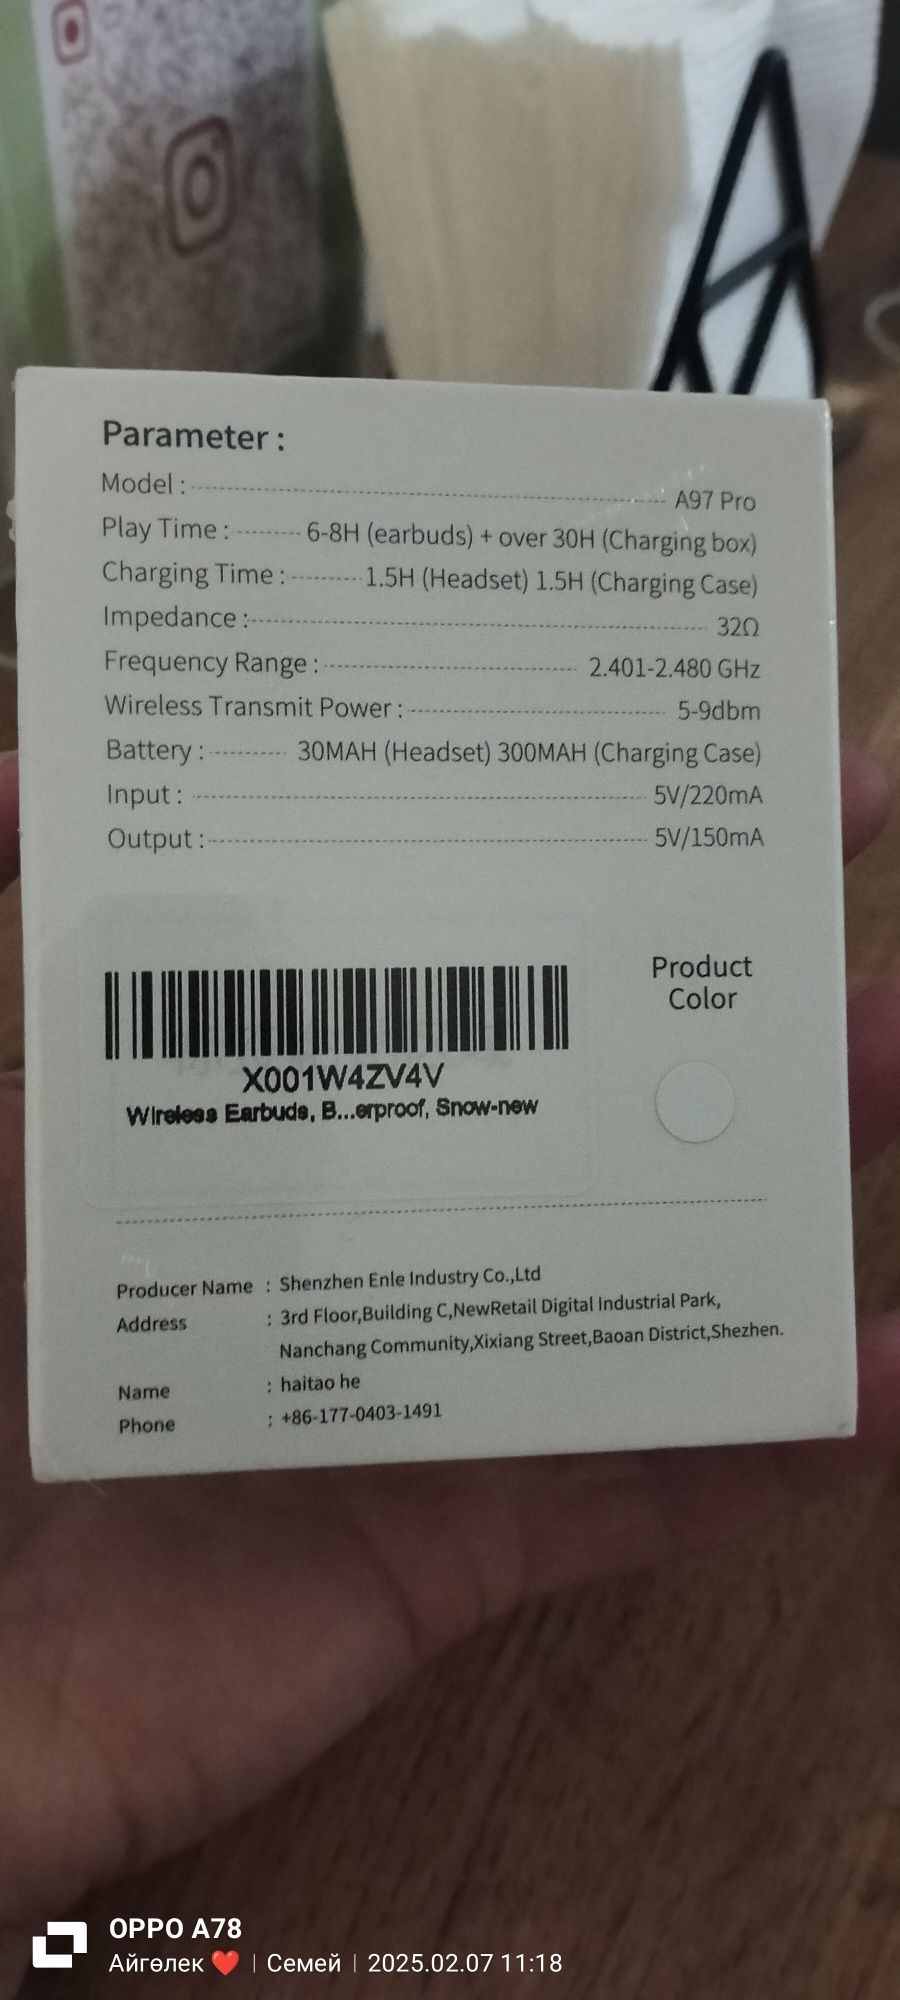 Parameter :
Model : A97 Pro
Play Time : 6-8H (earbuds) + over 30H (Charging box)
Charging Time : 1.5H (Headset) 1.5H (Charging Case)
Impedance : 32Ω
Frequency Range : 2.401-2.480 GHz
Wireless Transmit Power : 5-9dbm
Battery : 30MAH (Headset) 300MAH (Charging Case)
Input : 5V/220mA
Output : 5V/150mA
Product
Color
X001W4ZV4V
Wireless Earbuds, B...erproof, Snow-new
Producer Name : Shenzhen Enle Industry Co.,Ltd
Address : 3rd Floor,Building C,NewRetail Digital Industrial Park,
Nanchang Community,Xixiang Street,Baoan District,Shezhen.
Name : haitao he
Phone : +86-177-0403-1491
OPPO A78
Айгөлек ❤️ | Семей | 2025.02.07 11:18